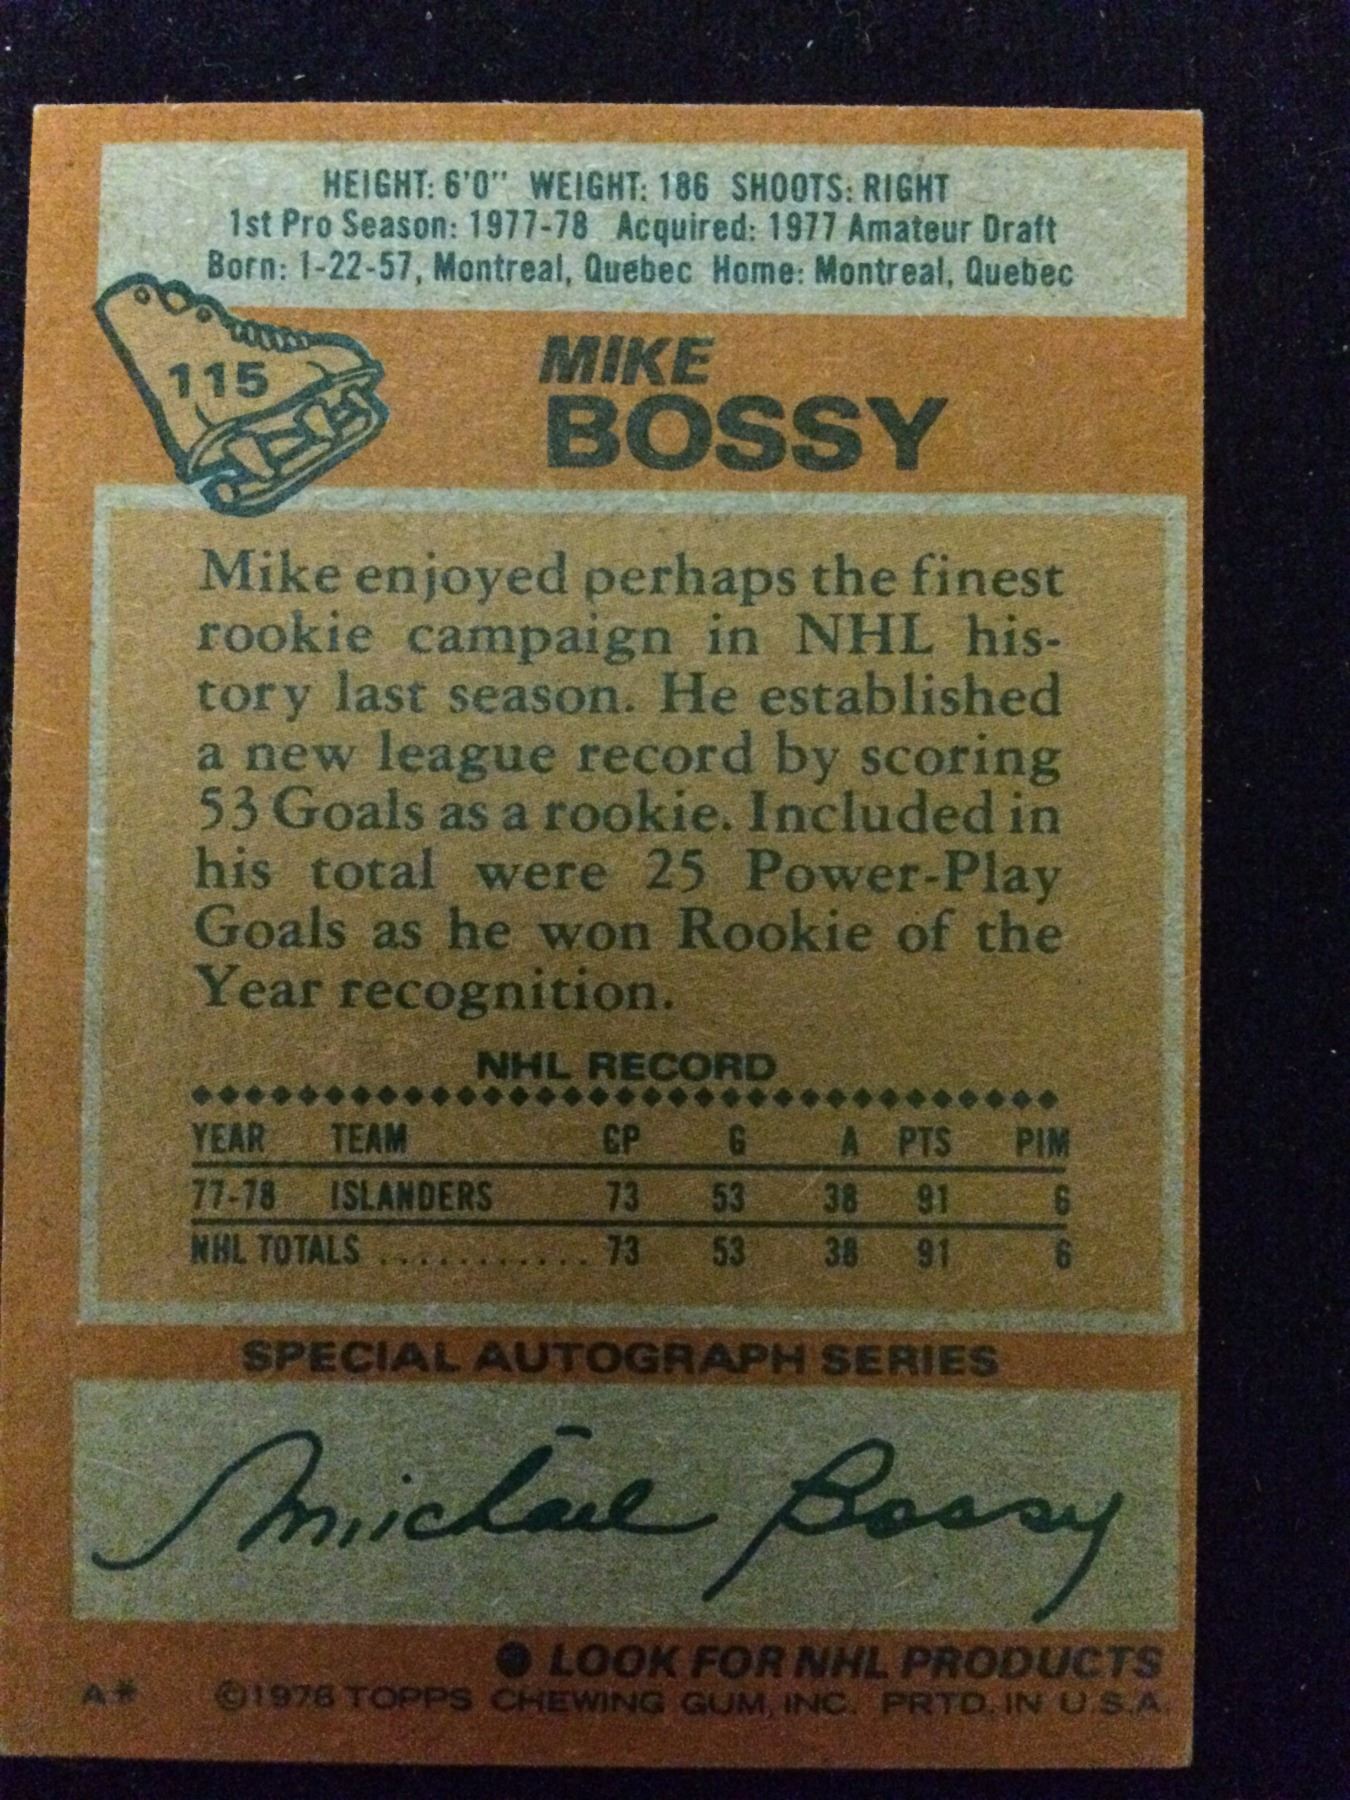 HEIGHT: 6'0" WEIGHT: 186 SHOOTS: RIGHT
1st Pro Season: 1977-78 Acquired: 1977 Amateur Draft
Born: 1-22-57, Montreal, Quebec Home: Montreal, Quebec
115
MIKE
BOSSY
Mike enjoyed perhaps the finest
rookie campaign in NHL his-
tory last season. He established
a new league record by scoring
53 Goals as a rookie. Included in
his total were 25 Power-Play
Goals as he won Rookie of the
Year recognition.
NHL RECORD
YEAR TEAM GP G A PTS PIM
77-78 ISLANDERS 73 53 38 91 6
NHL TOTALS ............ 73 53 38 91 6
SPECIAL AUTOGRAPH SERIES
Michael Bossy
● LOOK FOR NHL PRODUCTS
A* ©1978 TOPPS CHEWING GUM, INC. PRTD. IN U.S.A.